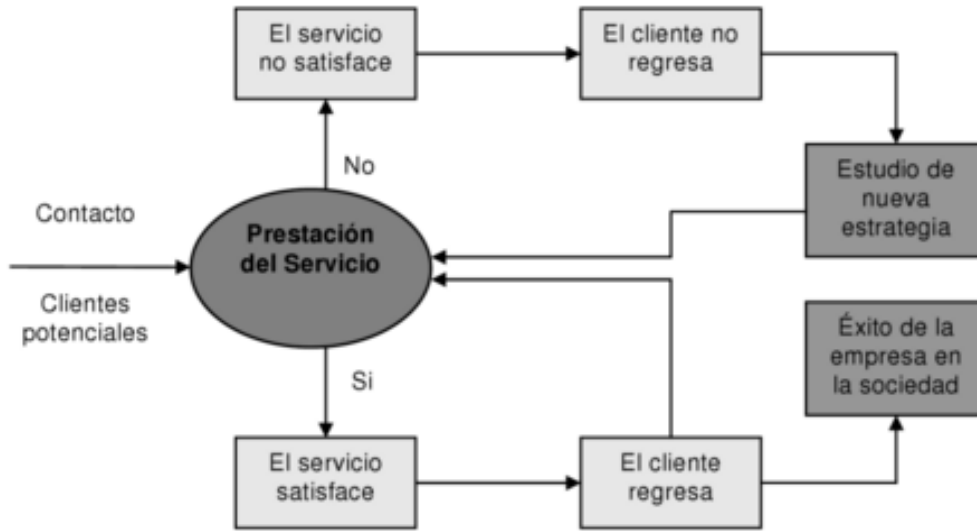 El servicio
no satisface
El cliente no
regresa
No
Estudio de
nueva
estrategia
Contacto
Prestación
del Servicio
Clientes
potenciales
Éxito de la
empresa en
la sociedad
Si
El servicio
satisface
El cliente
regresa